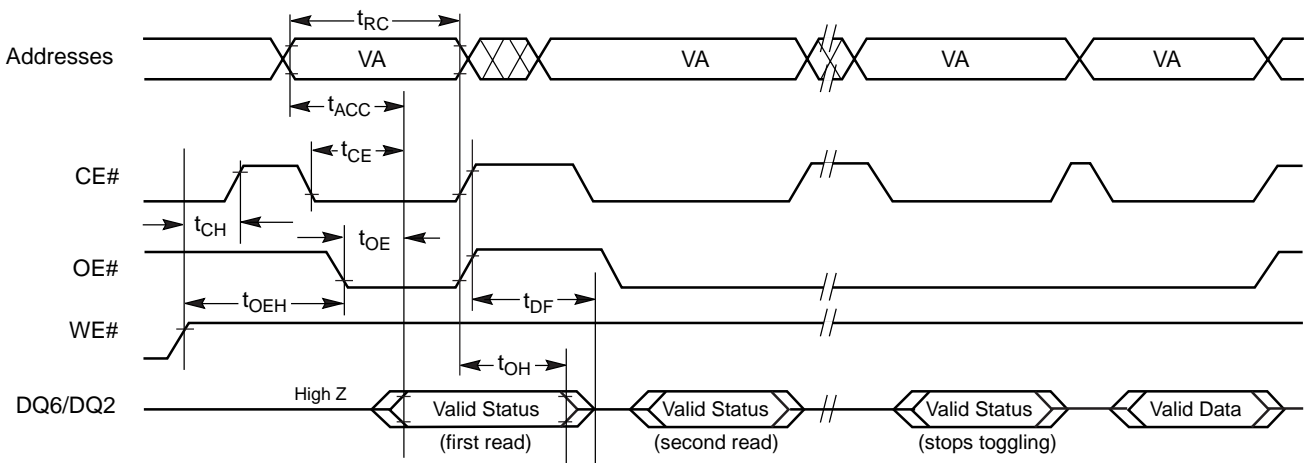 tRC
Addresses VA VA VA VA
tACC
tCE
CE#
tCH tOE
OE#
tOEH tDF
WE#
tOH
High Z
DQ6/DQ2 Valid Status Valid Status Valid Status Valid Data
(first read) (second read) (stops toggling)